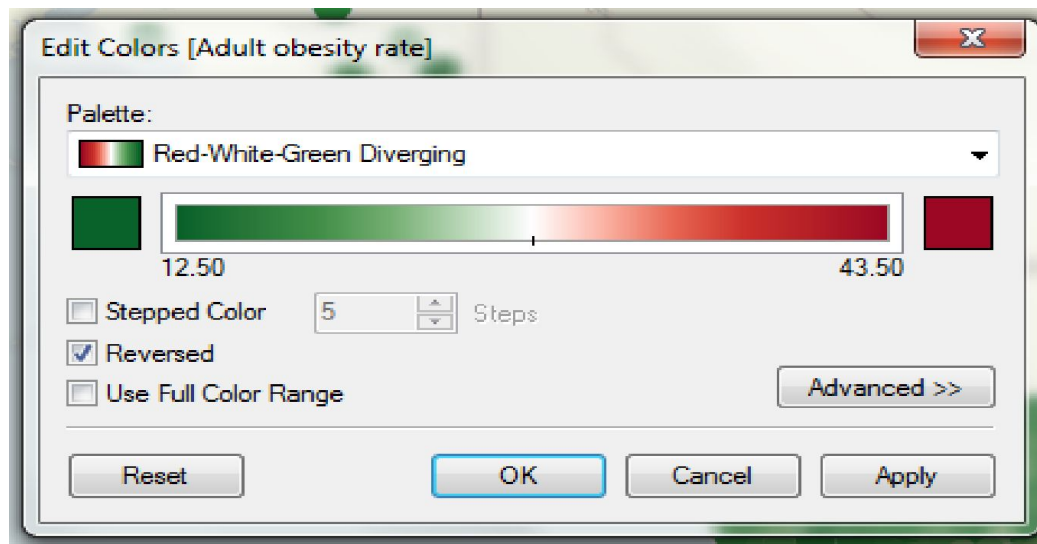 Edit Colors [Adult obesity rate]
Palette:
Red-White-Green Diverging
12.50 43.50
Stepped Color 5 Steps
Reversed
Use Full Color Range
Advanced >>
Reset OK Cancel Apply